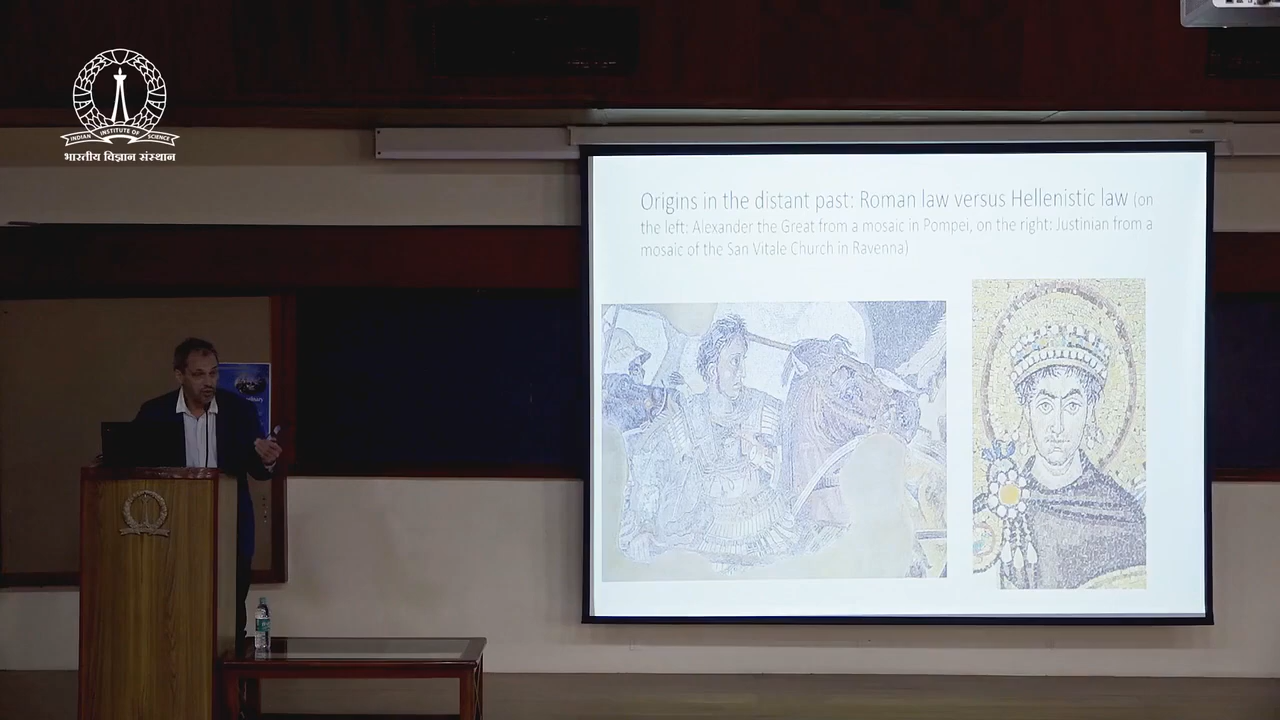 INDIAN INSTITUTE OF SCIENCE
भारतीय विज्ञान संस्थान
Origins in the distant past: Roman law versus Hellenistic law (on
the left: Alexander the Great from a mosaic in Pompei, on the right: Justinian from a
mosaic of the San Vitale Church in Ravenna)